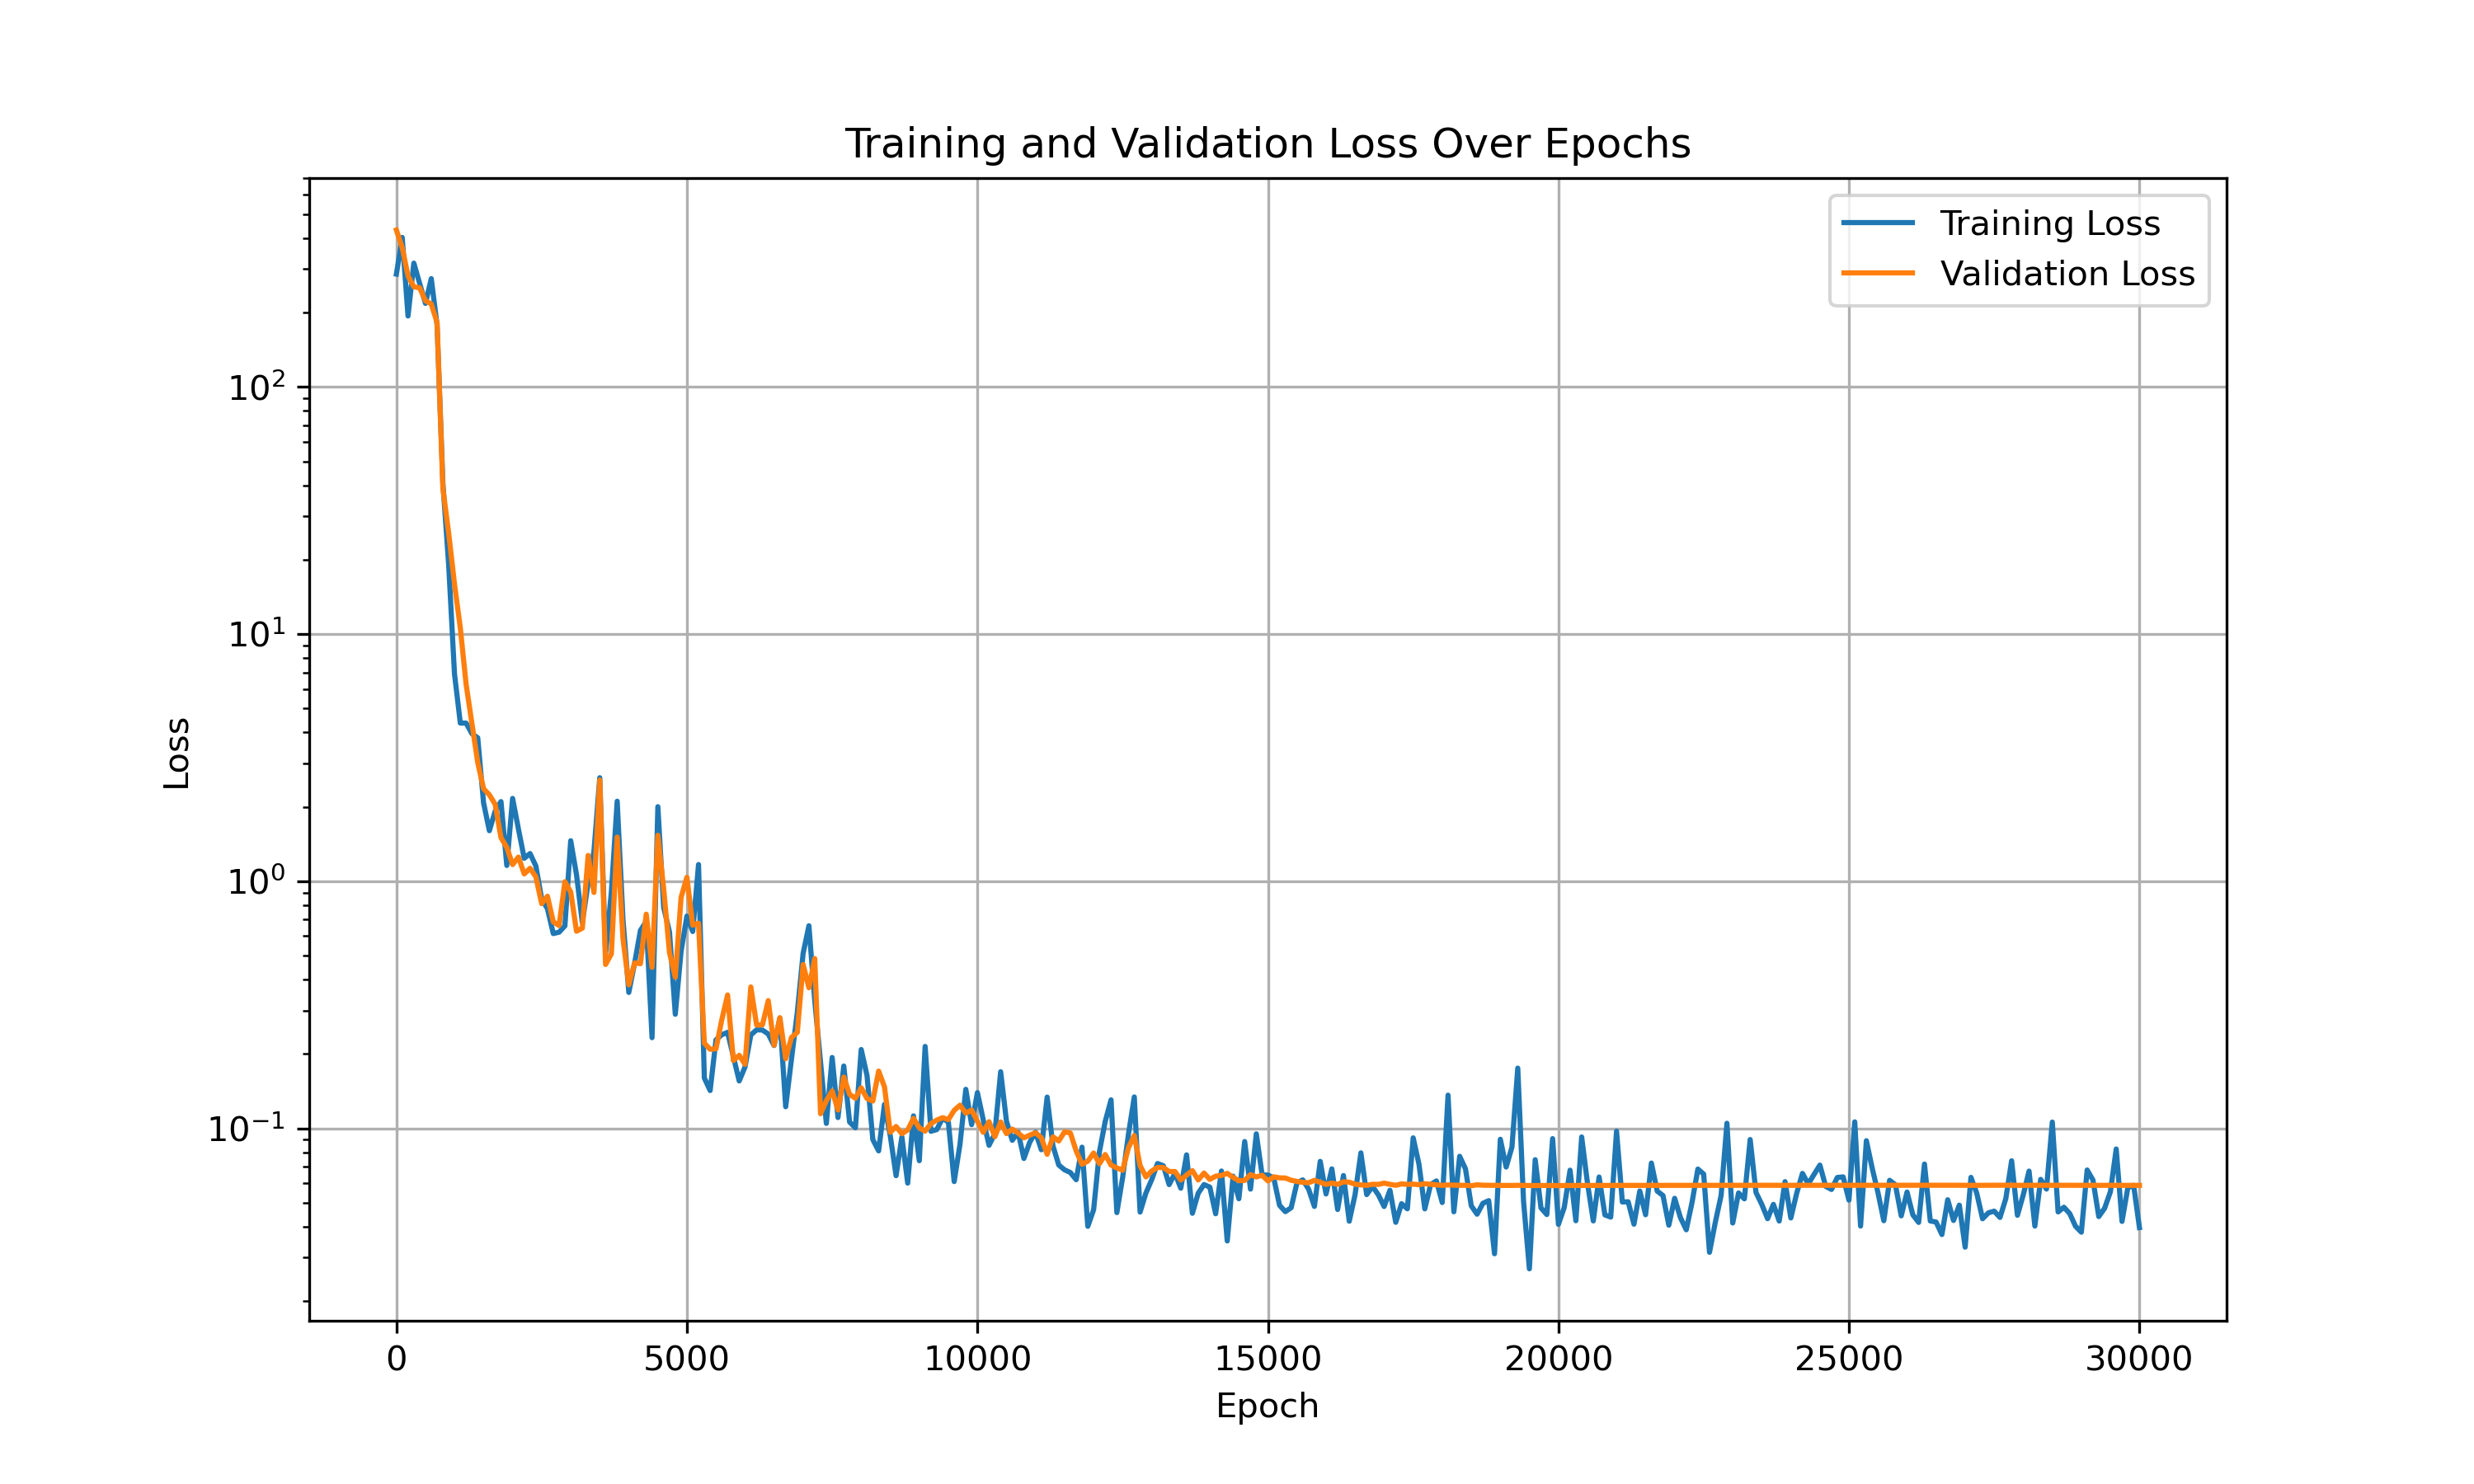 Training and Validation Loss Over Epochs
Training Loss
Validation Loss
Loss
10²
10¹
10⁰
10⁻¹
0 5000 10000 15000 20000 25000 30000
Epoch